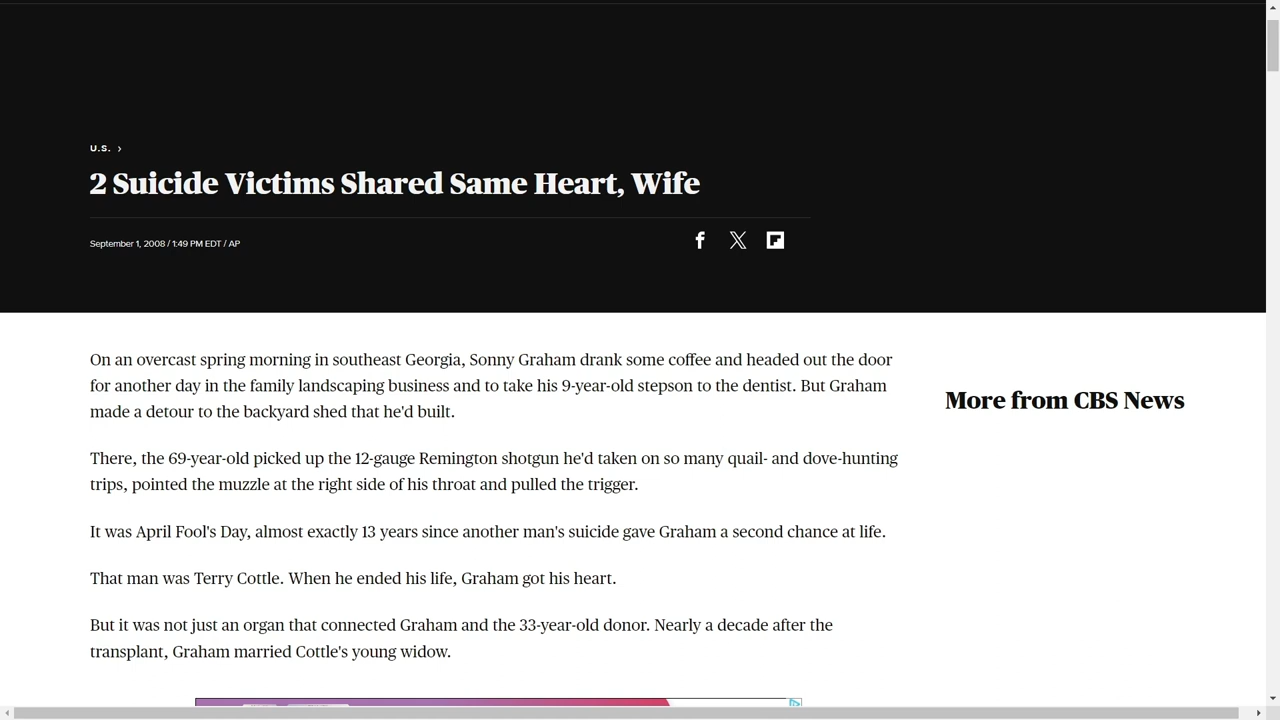 U.S. ›
2 Suicide Victims Shared Same Heart, Wife
September 1, 2008 / 1:49 PM EDT / AP
On an overcast spring morning in southeast Georgia, Sonny Graham drank some coffee and headed out the door
for another day in the family landscaping business and to take his 9-year-old stepson to the dentist. But Graham
made a detour to the backyard shed that he'd built.
There, the 69-year-old picked up the 12-gauge Remington shotgun he'd taken on so many quail- and dove-hunting
trips, pointed the muzzle at the right side of his throat and pulled the trigger.
It was April Fool's Day, almost exactly 13 years since another man's suicide gave Graham a second chance at life.
That man was Terry Cottle. When he ended his life, Graham got his heart.
But it was not just an organ that connected Graham and the 33-year-old donor. Nearly a decade after the
transplant, Graham married Cottle's young widow.
More from CBS News